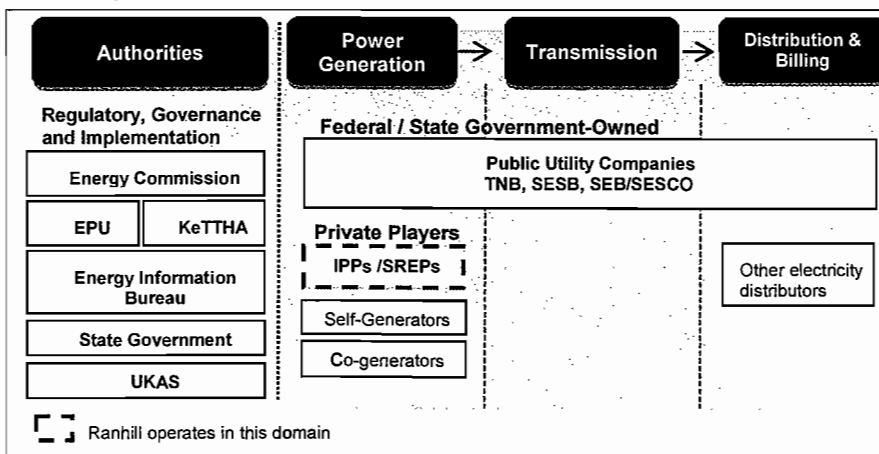 Authorities
Power
Generation
Transmission
Distribution &
Billing
Regulatory, Governance
and Implementation
Energy Commission
EPU
KeTTHA
Energy Information
Bureau
State Government
UKAS
Federal / State Government-Owned
Public Utility Companies
TNB, SESB, SEB/SESCO
Private Players
IPPs /SREPs
Self-Generators
Co-generators
Other electricity
distributors
Ranhill operates in this domain